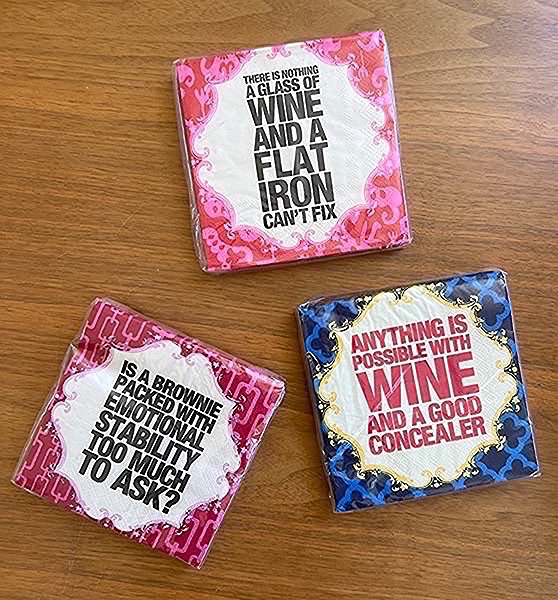 THERE IS NOTHING
A GLASS OF
WINE
AND A
FLAT
IRON
CAN'T FIX
IS A BROWNIE
PACKED WITH
EMOTIONAL
STABILITY
TOO MUCH
TO ASK?
ANYTHING IS
POSSIBLE WITH
WINE
AND A GOOD
CONCEALER